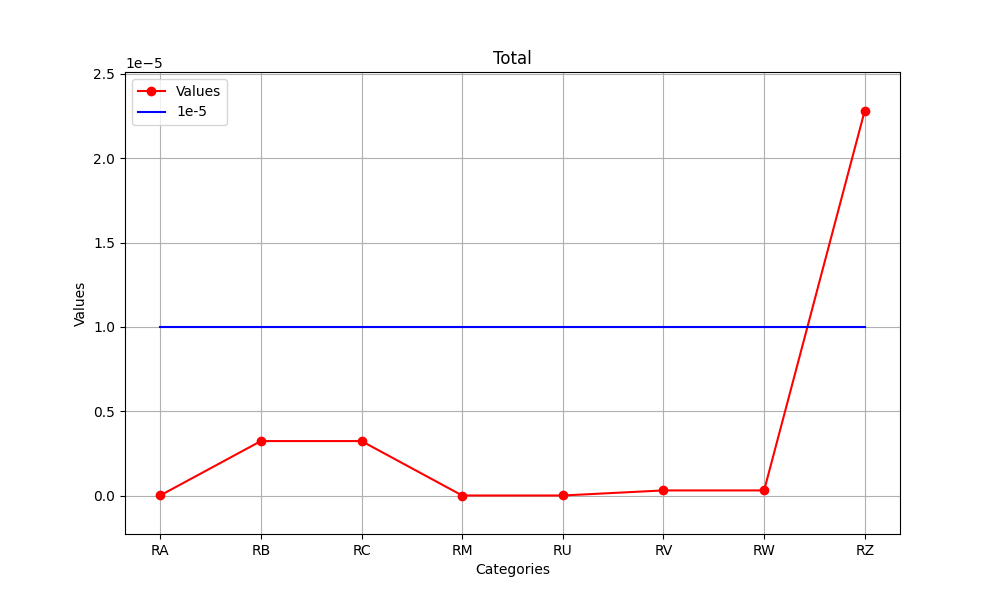 Total
1e−5
2.5
2.0
1.5
1.0
0.5
0.0
Values
Values
1e-5
RA RB RC RM RU RV RW RZ
Categories